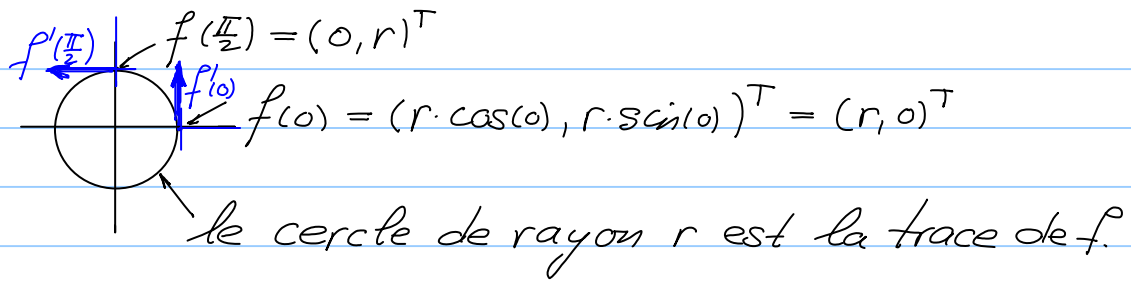 f'(π/2) f(π/2) = (0, r)ᵀ
f'(0) f(0) = (r·cos(0), r·sin(0))ᵀ = (r, 0)ᵀ
le cercle de rayon r est la trace de f.